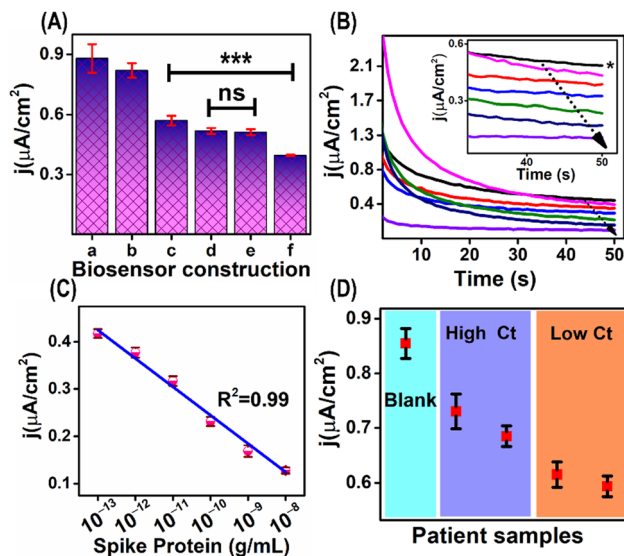 (A)
j(μA/cm²)
0.9
0.6
0.3
***
ns
a b c d e f
Biosensor construction
(B)
j(μA/cm²)
2.1
1.7
1.3
0.8
0.4
10 20 30 40 50
Time (s)
j(μA/cm²)
0.6
0.3
*
40 50
Time (s)
(C)
j(μA/cm²)
0.4
0.3
0.2
0.1
R²=0.99
10⁻¹³ 10⁻¹² 10⁻¹¹ 10⁻¹⁰ 10⁻⁹ 10⁻⁸
Spike Protein (g/mL)
(D)
j(μA/cm²)
0.9
0.8
0.7
0.6
Blank
High Ct
Low Ct
Patient samples